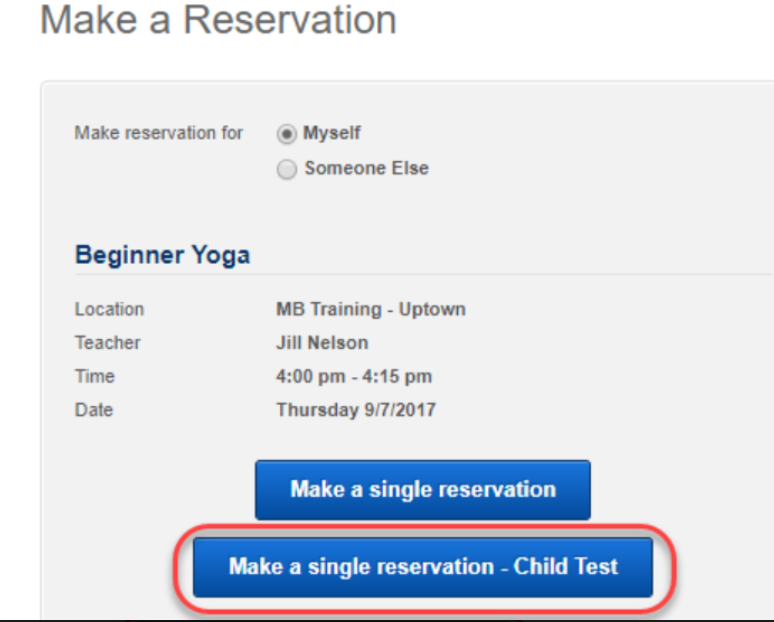 Make a Reservation
Make reservation for Myself
Someone Else
Beginner Yoga
Location MB Training - Uptown
Teacher Jill Nelson
Time 4:00 pm - 4:15 pm
Date Thursday 9/7/2017
Make a single reservation
Make a single reservation - Child Test